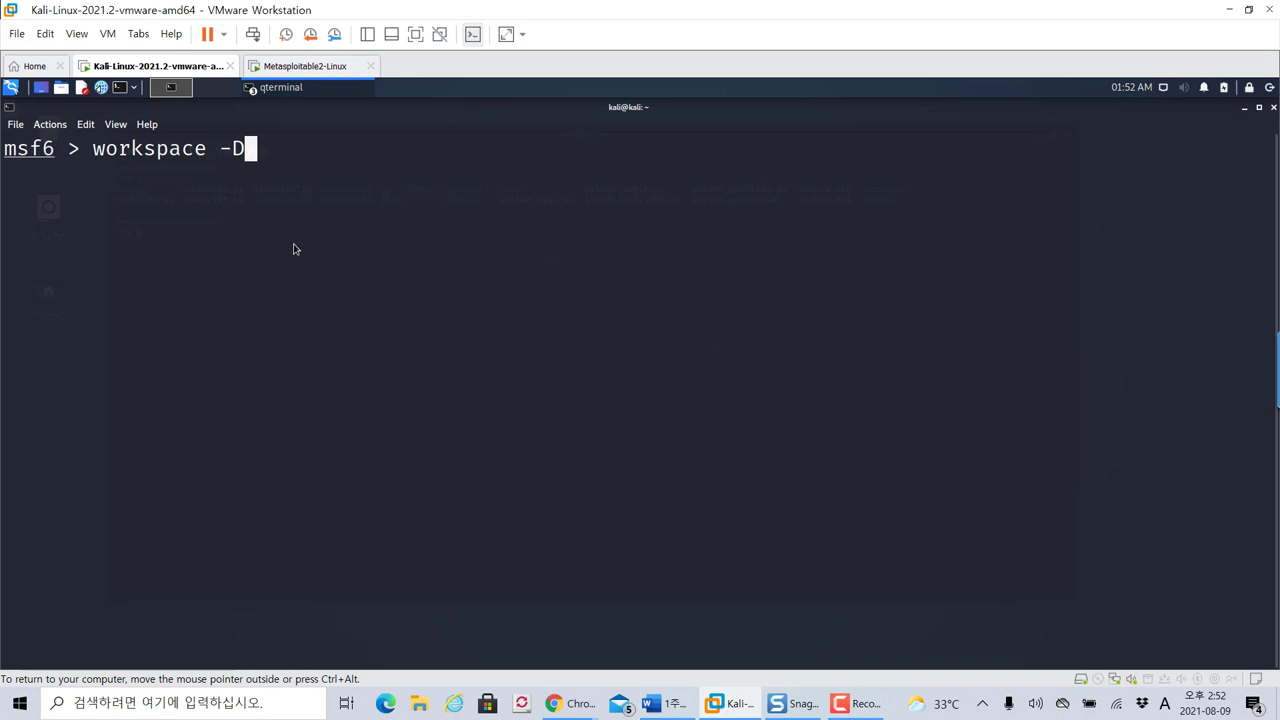 Kali-Linux-2021.2-vmware-amd64 - VMware Workstation
File Edit View VM Tabs Help
Home Kali-Linux-2021.2-vmware-a... Metasploitable2-Linux
3 qterminal 01:52 AM
kali@kali: ~
File Actions Edit View Help
msf6 > workspace -D
To return to your computer, move the mouse pointer outside or press Ctrl+Alt.
검색하려면 여기에 입력하십시오. Chro... 5 1주... Kali-... Snag... Reco... 33℃ A 오후 2:52
2021-08-09 4